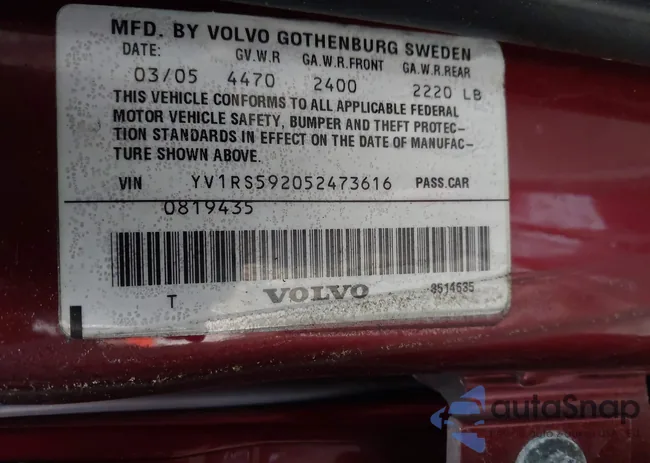 MFD. BY VOLVO GOTHENBURG SWEDEN
DATE: GV.W.R GA.W.R.FRONT GA.W.R.REAR
03/05 4470 2400 2220 LB
THIS VEHICLE CONFORMS TO ALL APPLICABLE FEDERAL
MOTOR VEHICLE SAFETY, BUMPER AND THEFT PROTEC-
TION STANDARDS IN EFFECT ON THE DATE OF MANUFAC-
TURE SHOWN ABOVE.
VIN YV1RS592052473616 PASS.CAR
0819435
T VOLVO 8514635
autoSnap